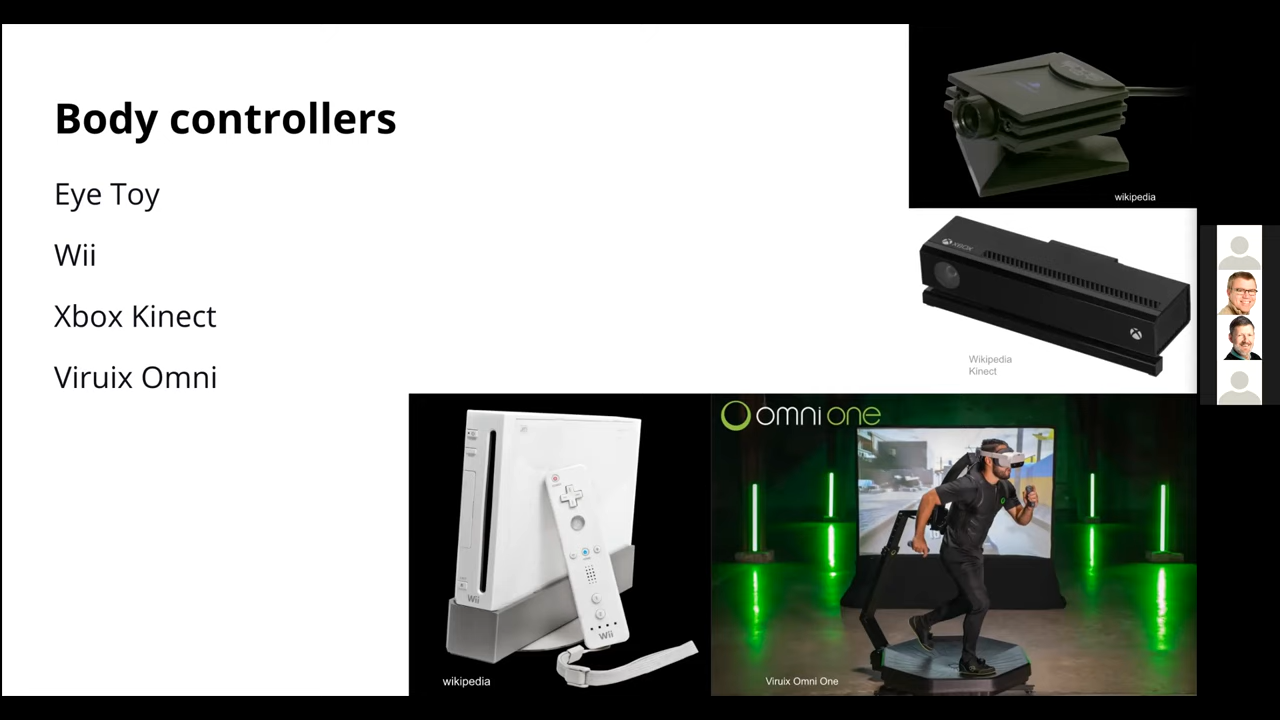 Body controllers
Eye Toy
Wii
Xbox Kinect
Viruix Omni
wikipedia
XBOX
Wikipedia
Kinect
Wii
Wii
wikipedia
omni one
Viruix Omni One